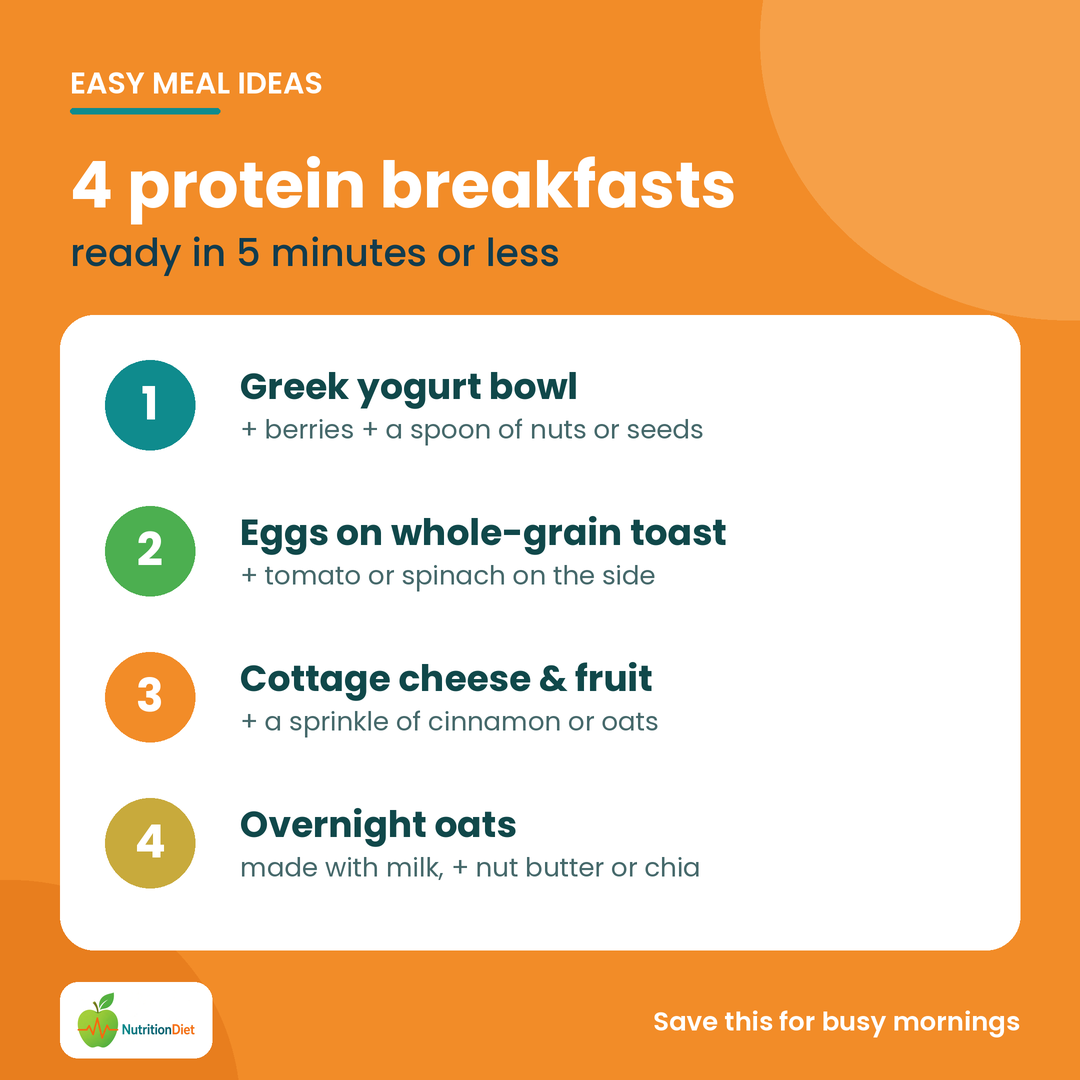 EASY MEAL IDEAS
4 protein breakfasts
ready in 5 minutes or less
1
Greek yogurt bowl
+ berries + a spoon of nuts or seeds
2
Eggs on whole-grain toast
+ tomato or spinach on the side
3
Cottage cheese & fruit
+ a sprinkle of cinnamon or oats
4
Overnight oats
made with milk, + nut butter or chia
NutritionDiet
Save this for busy mornings